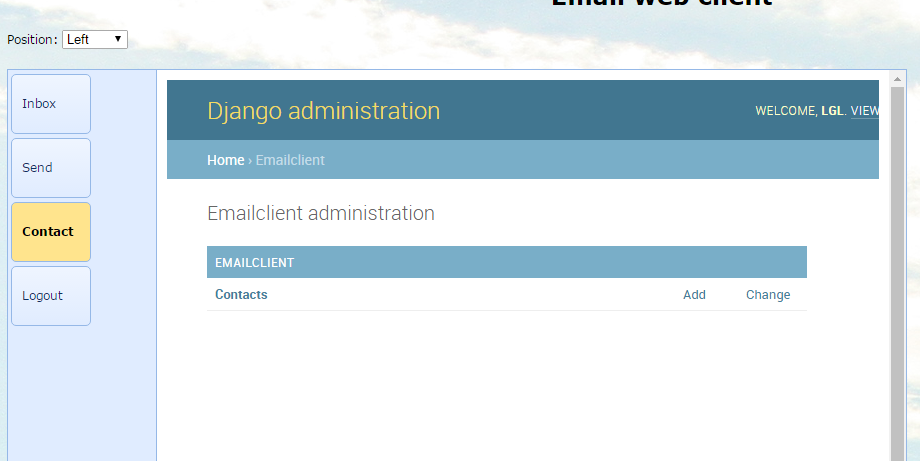 Email web client
Position: Left
Inbox
Send
Contact
Logout
Django administration
WELCOME, LGL. VIEW
Home › Emailclient
Emailclient administration
EMAILCLIENT
Contacts Add Change